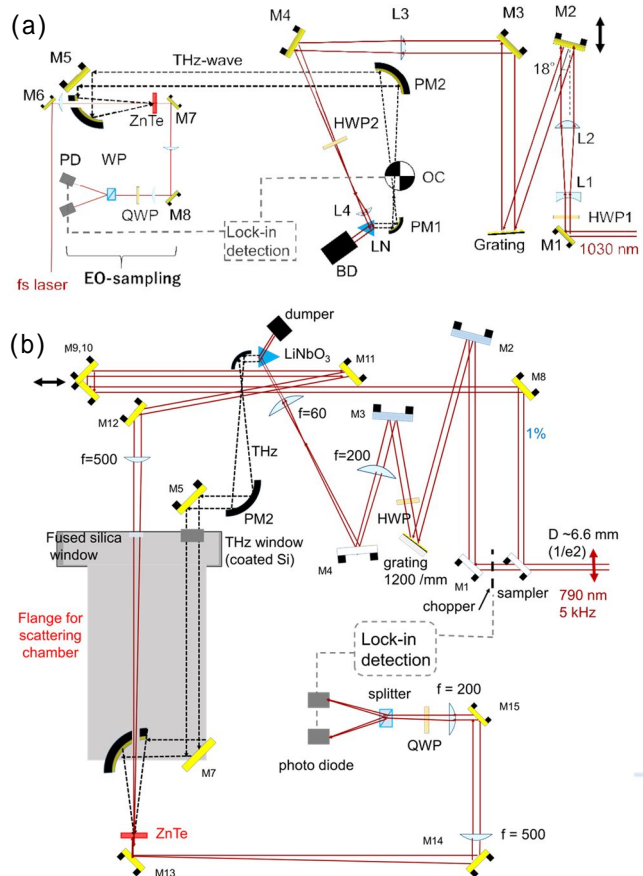 (a)
M4
L3
M3
M2
M5
THz-wave
18°
M6
PM2
ZnTe
M7
HWP2
L2
PD
WP
OC
L1
QWP
M8
L4
PM1
HWP1
Lock-in
detection
LN
Grating
M1
1030 nm
BD
fs laser
EO-sampling
(b)
dumper
M9,10
LiNbO3
M11
M2
M8
M12
f=60
M3
1%
f=500
THz
f=200
M5
HWP
PM2
D ~6.6 mm
(1/e2)
Fused silica
window
THz window
(coated Si)
M4
grating
1200 /mm
M1
sampler
chopper
790 nm
5 kHz
Flange for
scattering
chamber
Lock-in
detection
splitter
f = 200
M15
QWP
photo diode
M7
ZnTe
M14
f = 500
M13